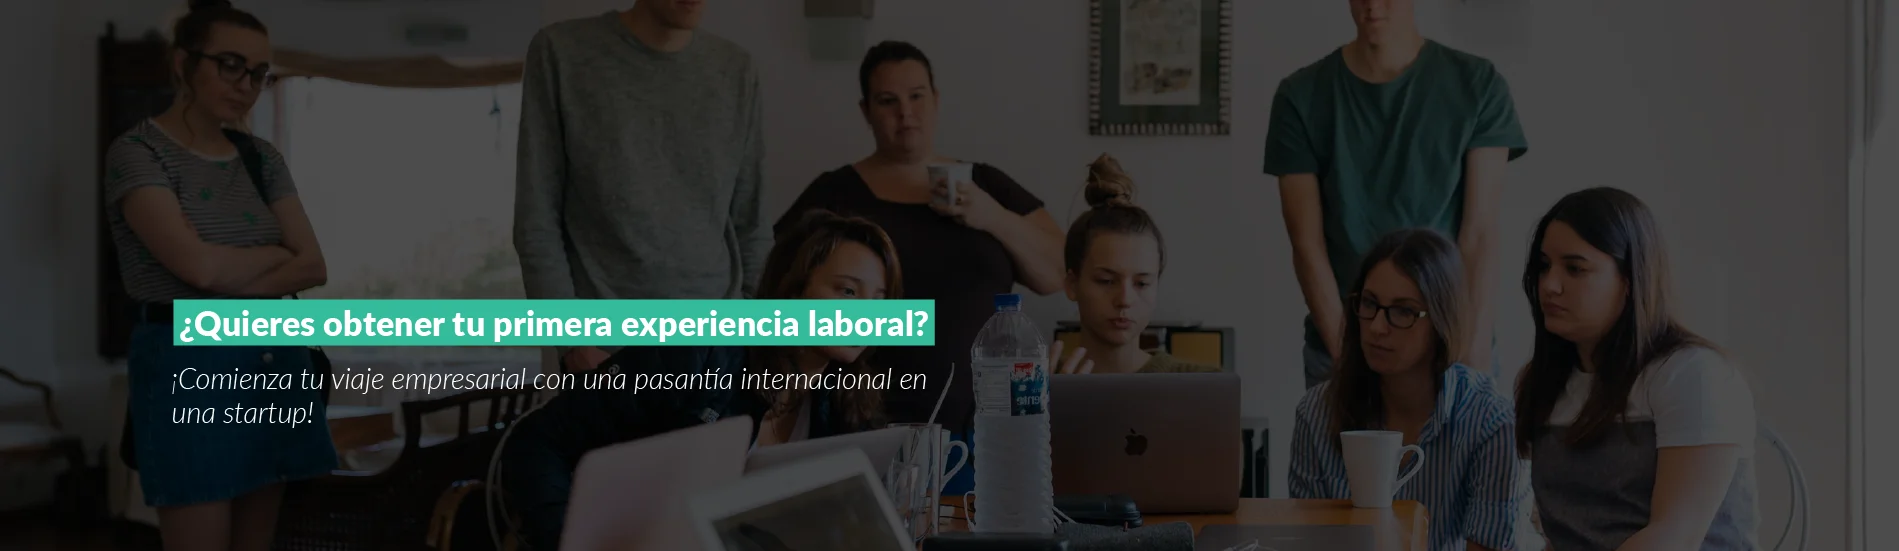 ¿Quieres obtener tu primera experiencia laboral?
¡Comienza tu viaje empresarial con una pasantía internacional en
una startup!